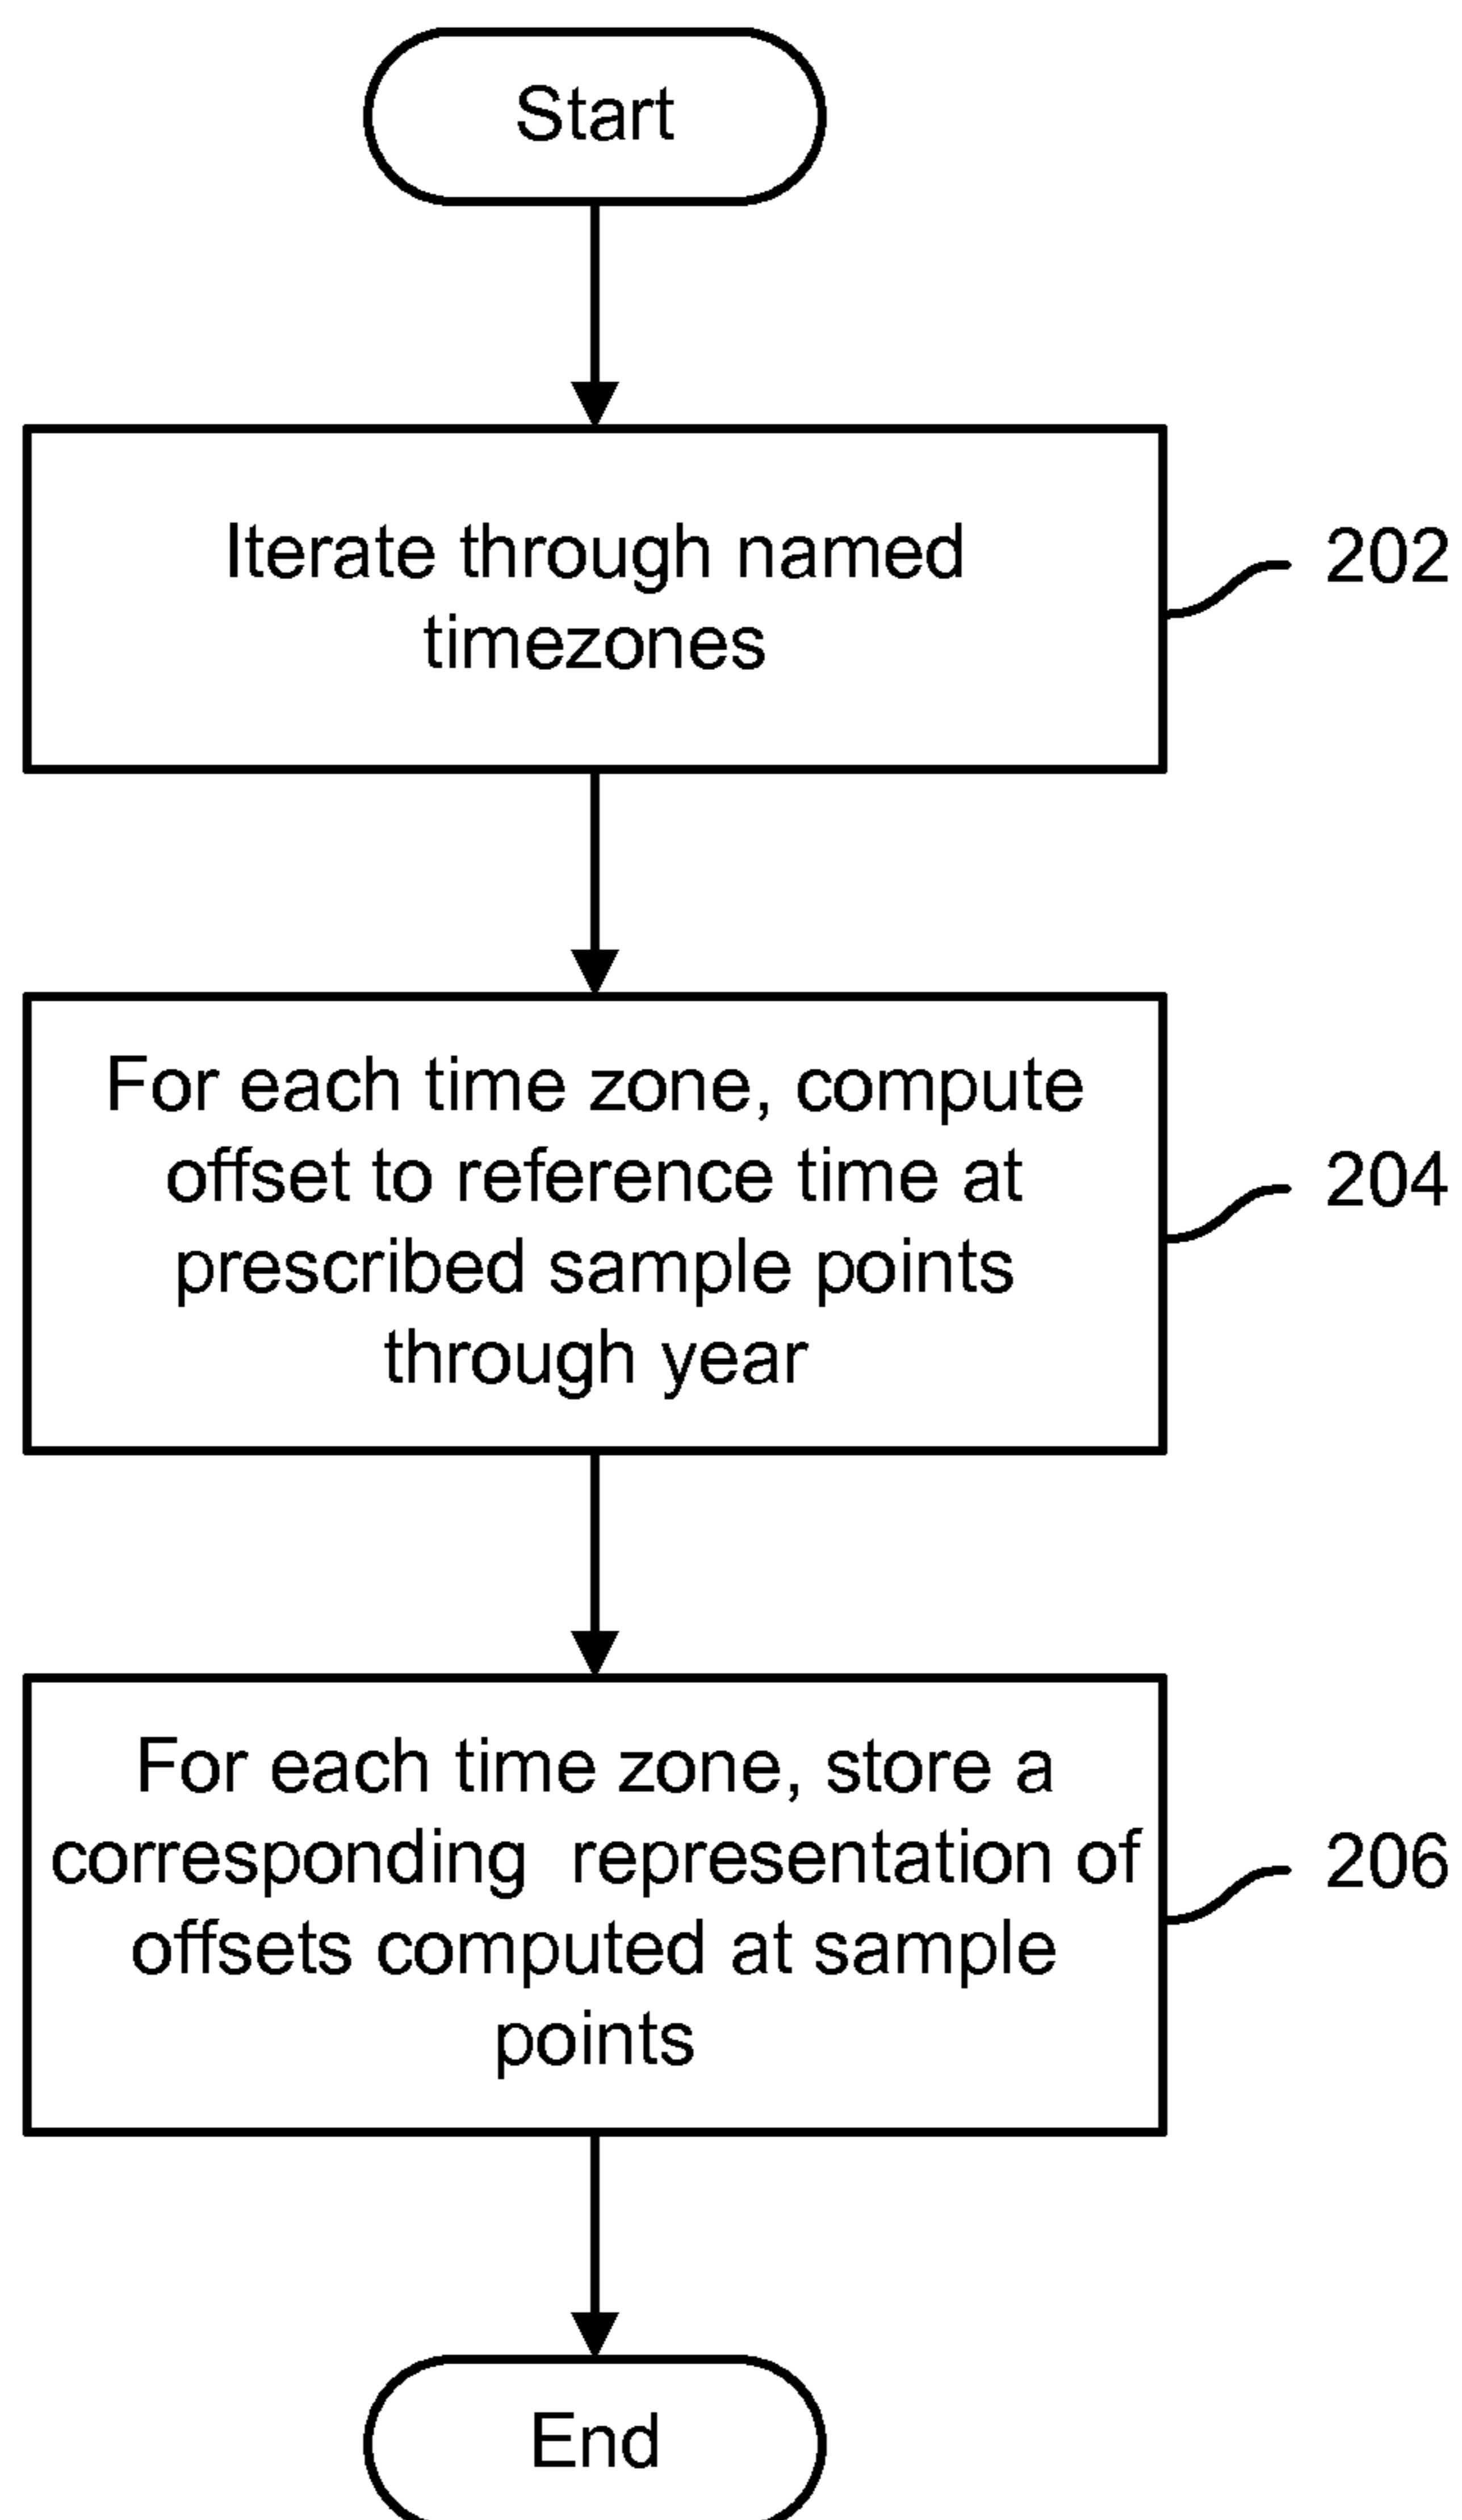 Start
Iterate through named
timezones
202
For each time zone, compute
offset to reference time at
prescribed sample points
through year
204
For each time zone, store a
corresponding  representation of
offsets computed at sample
points
206
End